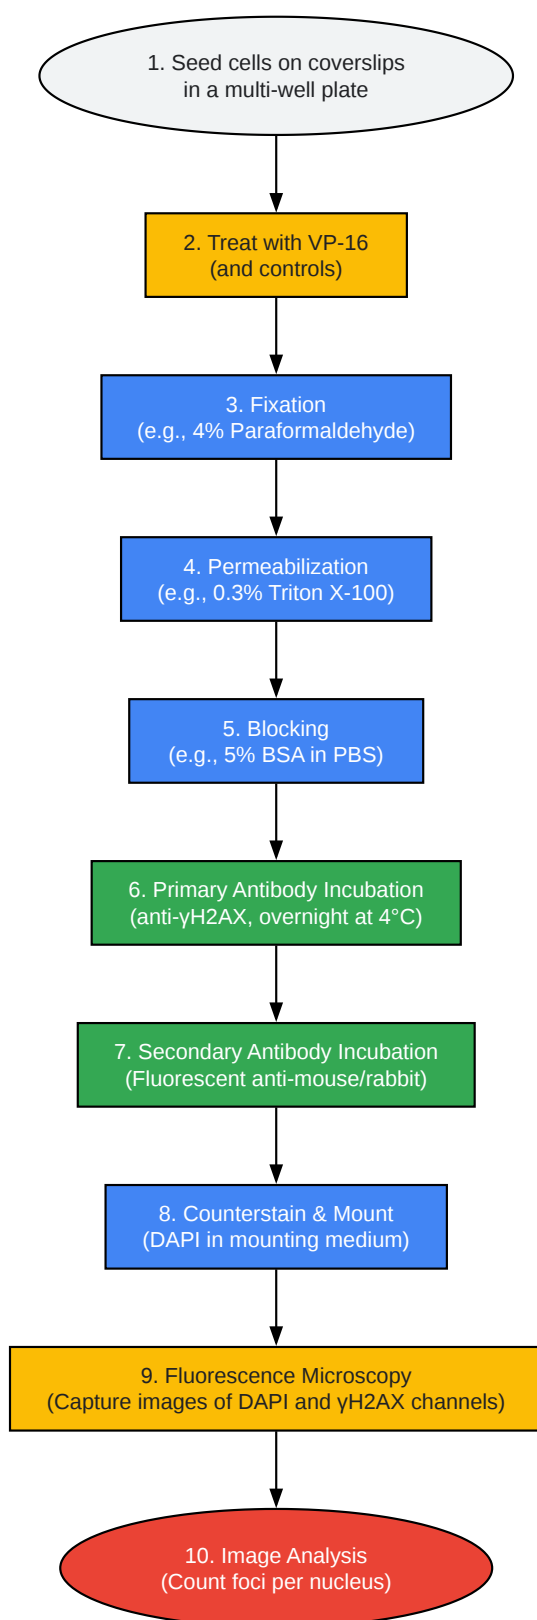 1. Seed cells on coverslips
in a multi-well plate
2. Treat with VP-16
(and controls)
3. Fixation
(e.g., 4% Paraformaldehyde)
4. Permeabilization
(e.g., 0.3% Triton X-100)
5. Blocking
(e.g., 5% BSA in PBS)
6. Primary Antibody Incubation
(anti-γH2AX, overnight at 4°C)
7. Secondary Antibody Incubation
(Fluorescent anti-mouse/rabbit)
8. Counterstain & Mount
(DAPI in mounting medium)
9. Fluorescence Microscopy
(Capture images of DAPI and γH2AX channels)
10. Image Analysis
(Count foci per nucleus)